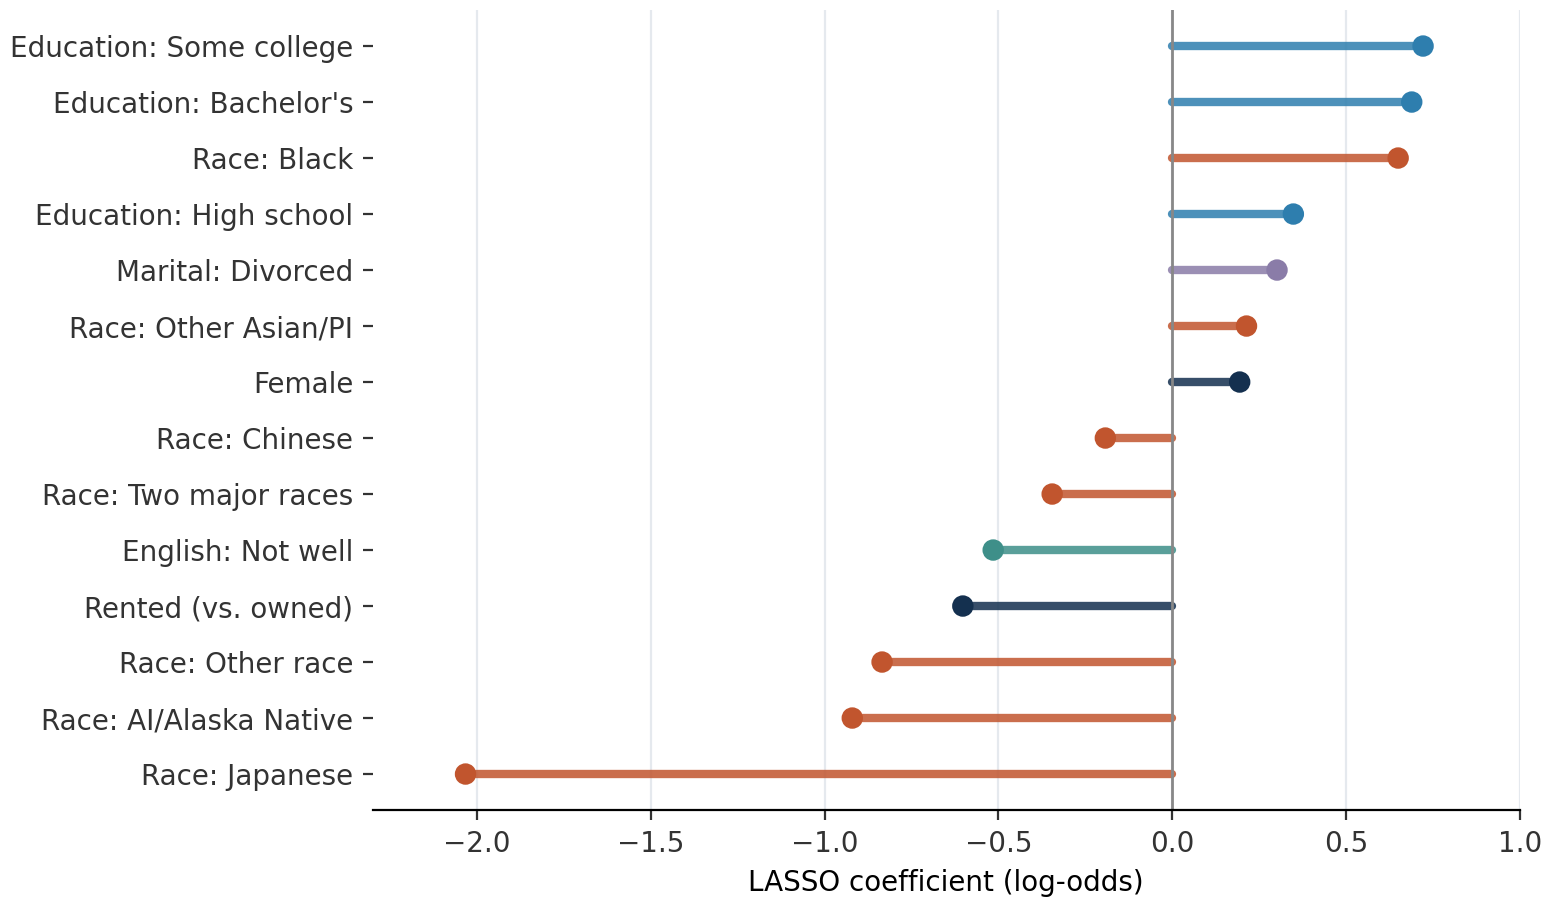 Education: Some college
Education: Bachelor's
Race: Black
Education: High school
Marital: Divorced
Race: Other Asian/PI
Female
Race: Chinese
Race: Two major races
English: Not well
Rented (vs. owned)
Race: Other race
Race: AI/Alaska Native
Race: Japanese
−2.0 −1.5 −1.0 −0.5 0.0 0.5 1.0
LASSO coefficient (log-odds)